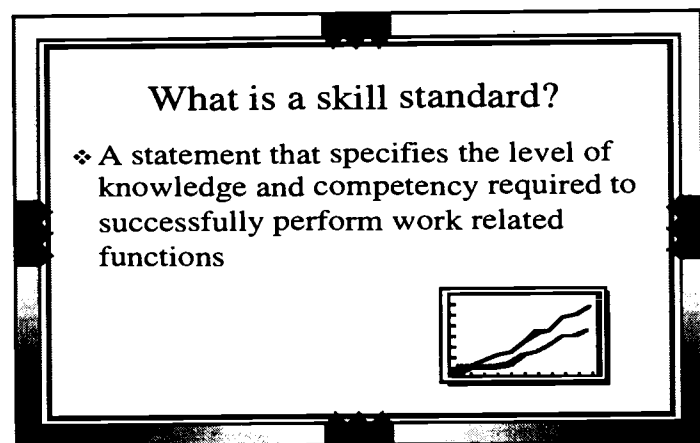 What is a skill standard?
❖ A statement that specifies the level of
knowledge and competency required to
successfully perform work related
functions